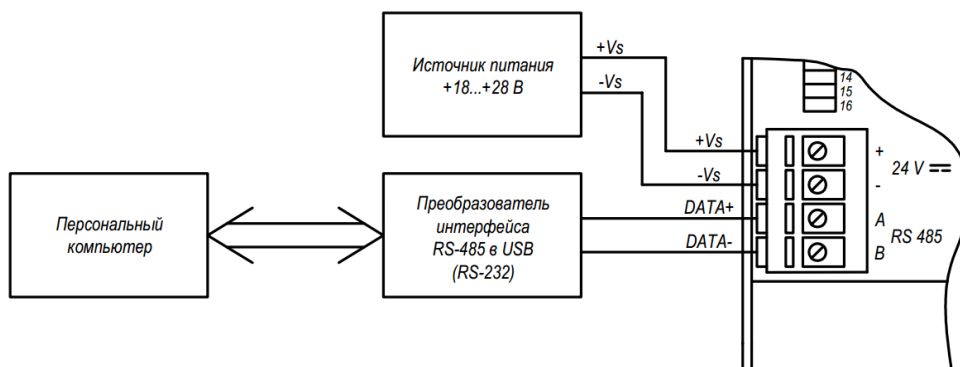 Источник питания
+18...+28 В
+Vs
-Vs
14
15
16
+Vs
-Vs
DATA+
DATA-
+
-
A
B
24 V
RS 485
Персональный
компьютер
Преобразователь
интерфейса
RS-485 в USB
(RS-232)